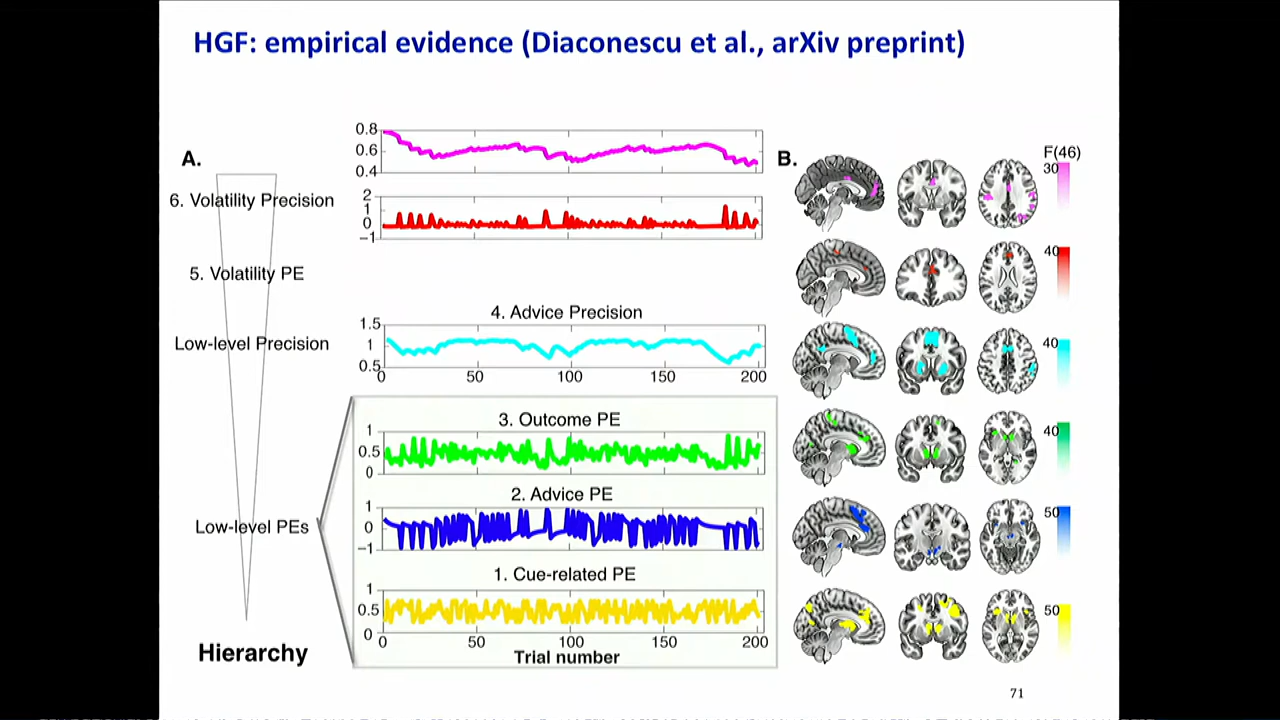 HGF: empirical evidence (Diaconescu et al., arXiv preprint)
A.
6. Volatility Precision
5. Volatility PE
Low-level Precision
Low-level PEs
Hierarchy
0.8
0.6
0.4
2
1
0
−1
4. Advice Precision
1.5
1
0.5
0 50 100 150 200
3. Outcome PE
1
0.5
0
2. Advice PE
1
0
−1
1. Cue-related PE
1
0.5
0
0 50 100 150 200
Trial number
B.
F(46)
30
40
40
40
50
50
71